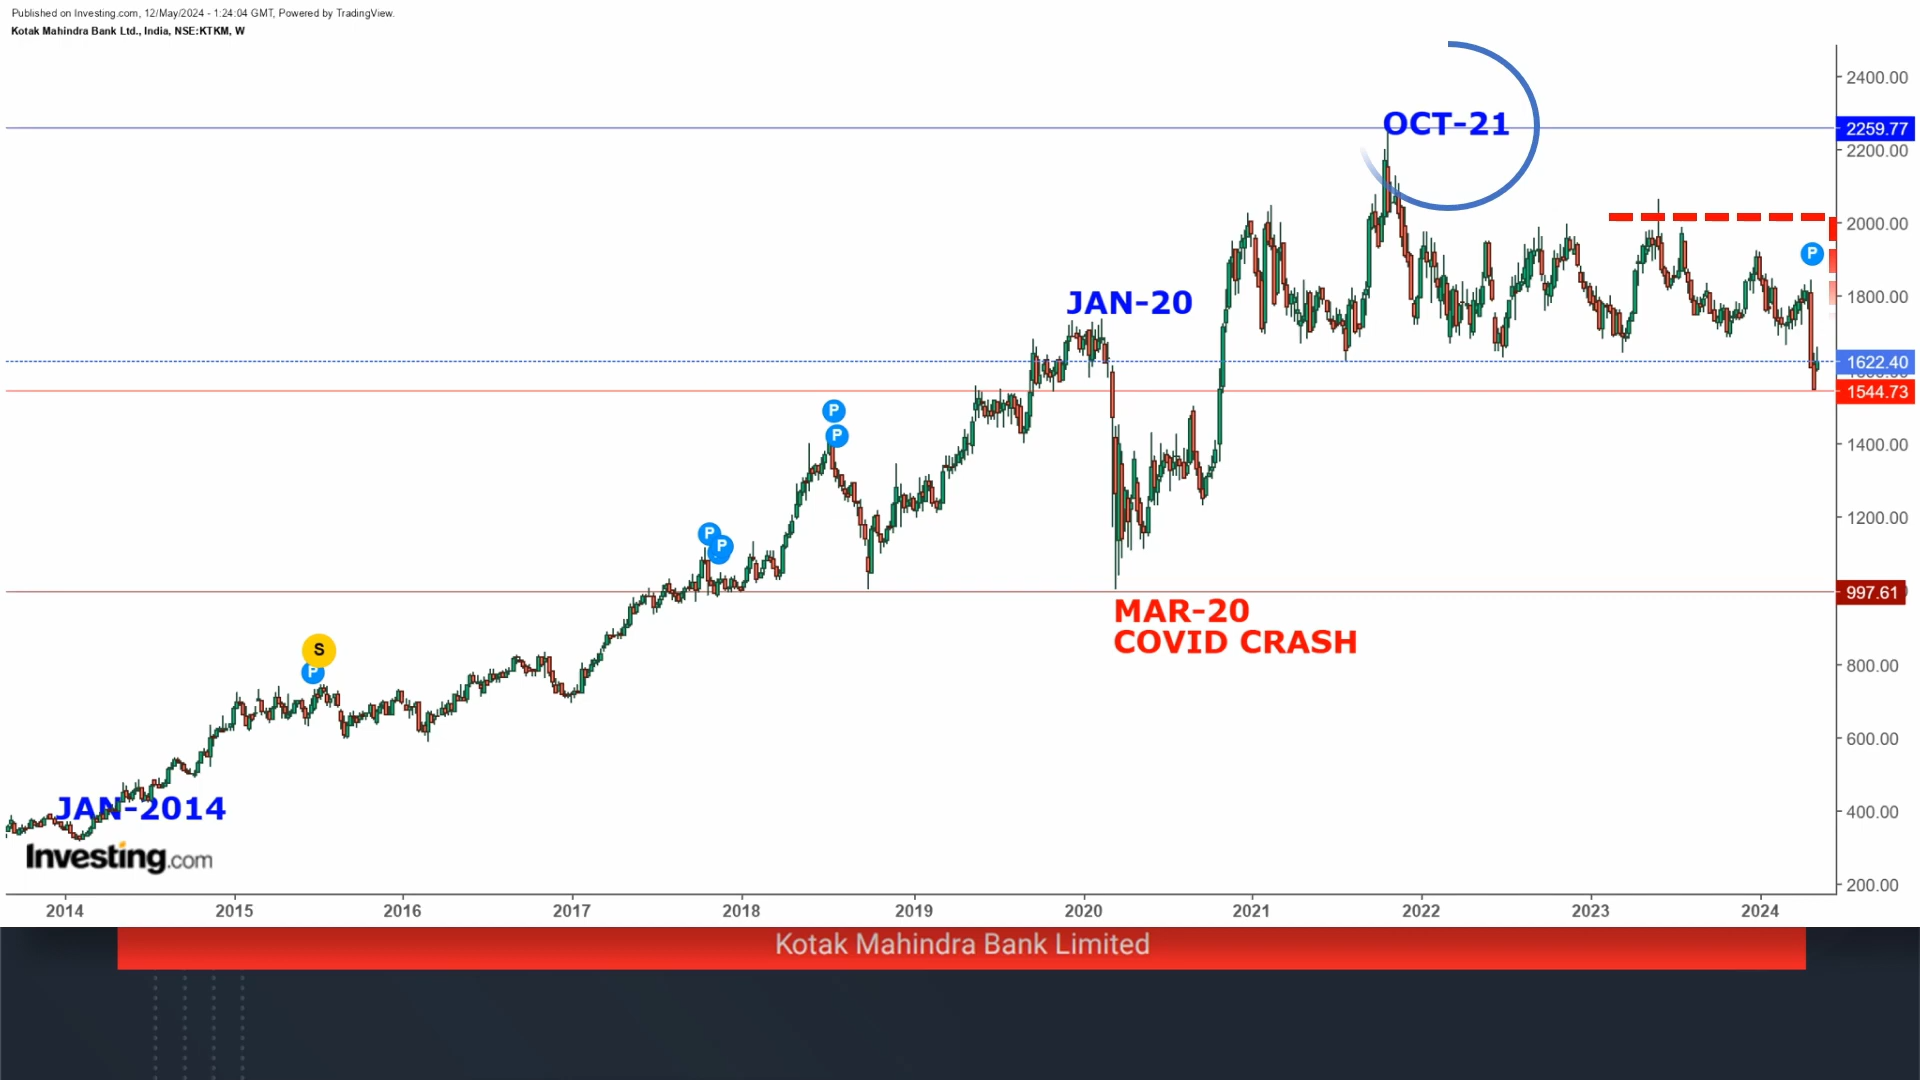 Published on Investing.com, 12/May/2024 - 1:24:04 GMT, Powered by TradingView.
Kotak Mahindra Bank Ltd., India, NSE:KTKM, W
2400.00
OCT-21
2259.77
2200.00
2000.00
P
JAN-20
1800.00
1622.40
1544.73
P
P
1400.00
1200.00
P
P
997.61
MAR-20
COVID CRASH
S
P
800.00
600.00
JAN-2014
400.00
Investing.com
200.00
2014 2015 2016 2017 2018 2019 2020 2021 2022 2023 2024
Kotak Mahindra Bank Limited